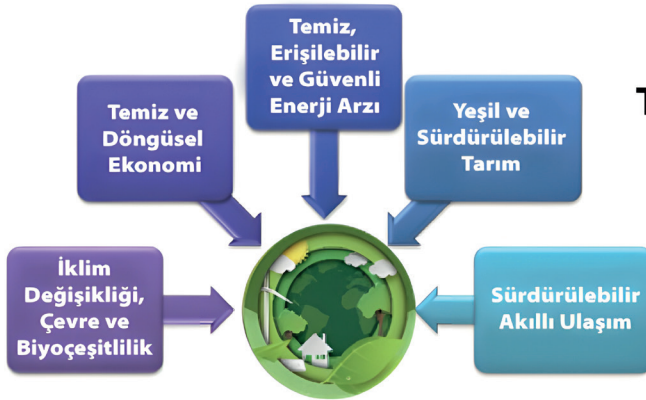 Temiz,
Erişilebilir
ve Güvenli
Enerji Arzı
Temiz ve
Döngüsel
Ekonomi
Yeşil ve
Sürdürülebilir
Tarım
T
İklim
Değişikliği,
Çevre ve
Biyoçeşitlilik
Sürdürülebilir
Akıllı Ulaşım